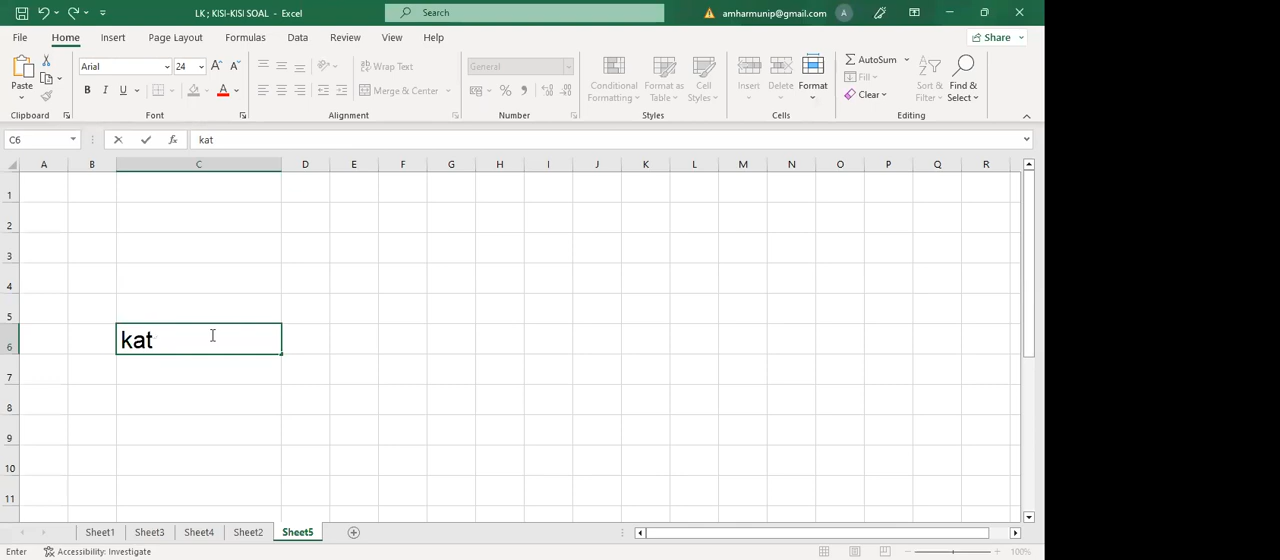 LK ; KISI-KISI SOAL - Excel
Search
amharmunip@gmail.com
A
File Home Insert Page Layout Formulas Data Review View Help
Share
Paste
Arial 24
B I U
Wrap Text
Merge & Center
General
Conditional Formatting
Format as Table
Cell Styles
Insert Delete Format
AutoSum
Fill
Clear
Sort & Filter
Find & Select
Clipboard Font Alignment Number Styles Cells Editing
C6 fx kat
A B C D E F G H I J K L M N O P Q R
1
2
3
4
5
6 kat
7
8
9
10
11
Sheet1 Sheet3 Sheet4 Sheet2 Sheet5
Enter Accessibility: Investigate 100%